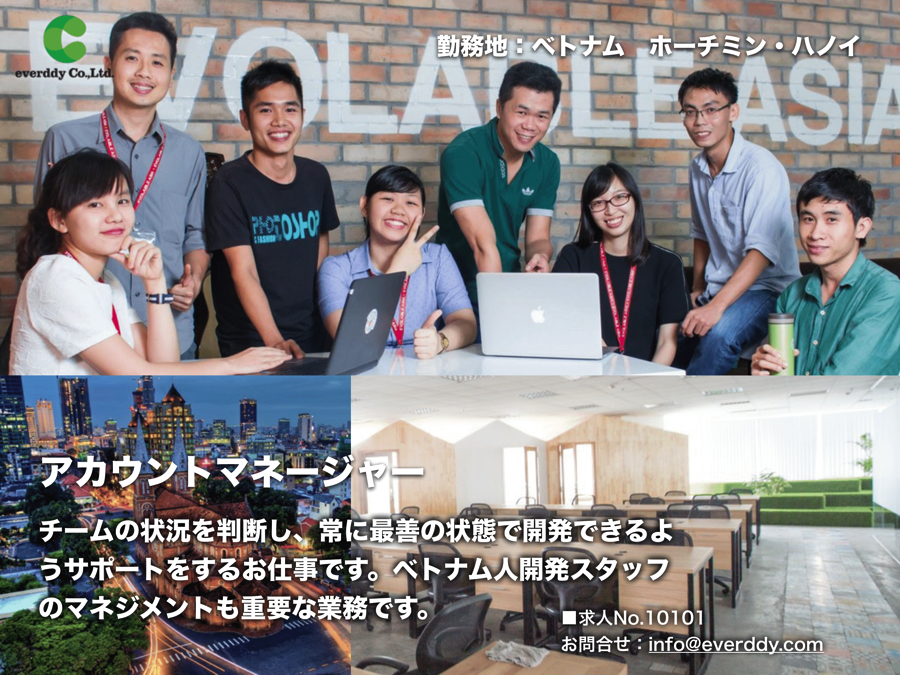 everddy Co.,Ltd.
勤務地：ベトナム　ホーチミン・ハノイ
EVOLABLE ASIA
PHOTOSHOP
& FASHION
adidas
アカウントマネージャー
チームの状況を判断し、常に最善の状態で開発できるよ
うサポートをするお仕事です。ベトナム人開発スタッフ
のマネジメントも重要な業務です。
■求人No.10101
お問合せ：info@everddy.com